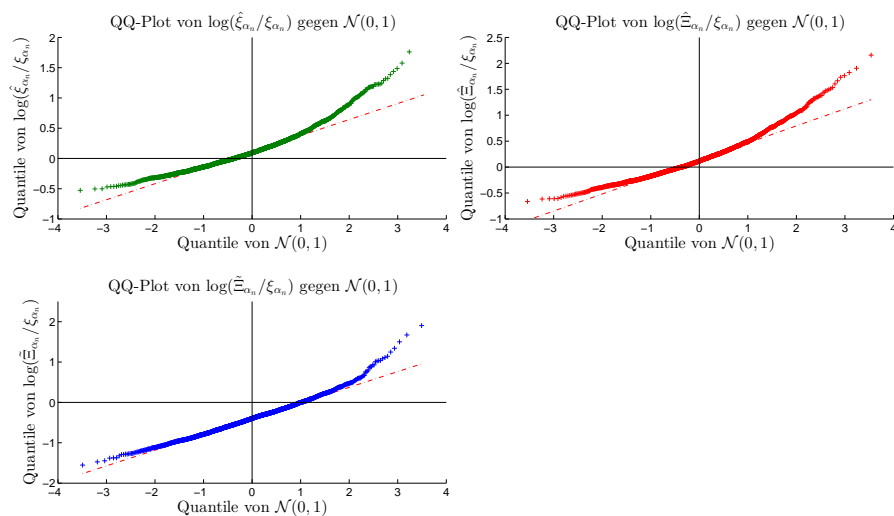 QQ-Plot von log(ξ̂_{α_n}/ξ_{α_n}) gegen 𝒩(0, 1)
Quantile von log(ξ̂_{α_n}/ξ_{α_n})
2
1.5
1
0.5
0
-0.5
-1
-4 -3 -2 -1 0 1 2 3 4
Quantile von 𝒩(0, 1)
QQ-Plot von log(Ξ̂_{α_n}/ξ_{α_n}) gegen 𝒩(0, 1)
Quantile von log(Ξ̂_{α_n}/ξ_{α_n})
2.5
2
1.5
1
0.5
0
-0.5
-1
-4 -3 -2 -1 0 1 2 3 4
Quantile von 𝒩(0, 1)
QQ-Plot von log(Ξ̃_{α_n}/ξ_{α_n}) gegen 𝒩(0, 1)
Quantile von log(Ξ̃_{α_n}/ξ_{α_n})
2
1
0
-1
-2
-4 -3 -2 -1 0 1 2 3 4
Quantile von 𝒩(0, 1)